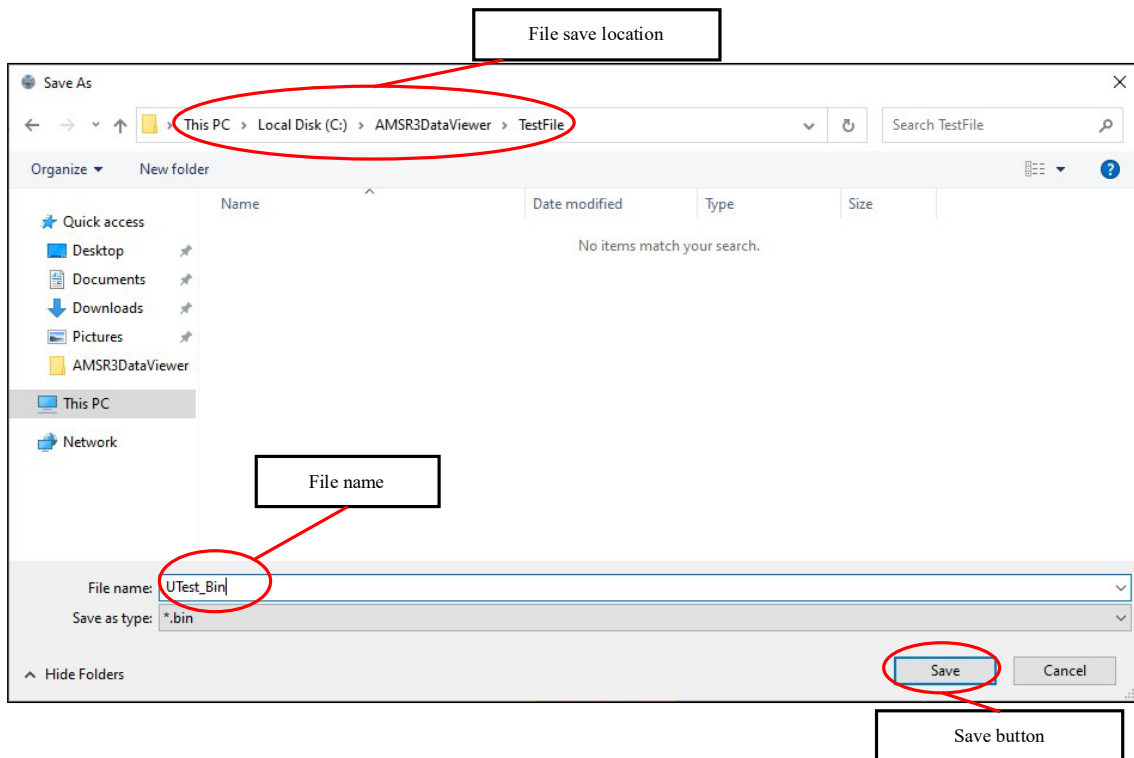 File save location
Save As
This PC > Local Disk (C:) > AMSR3DataViewer > TestFile
Search TestFile
Organize
New folder
Name
Date modified
Type
Size
No items match your search.
Quick access
Desktop
Documents
Downloads
Pictures
AMSR3DataViewer
This PC
Network
File name
File name: UTest_Bin
Save as type: *.bin
Hide Folders
Save
Cancel
Save button